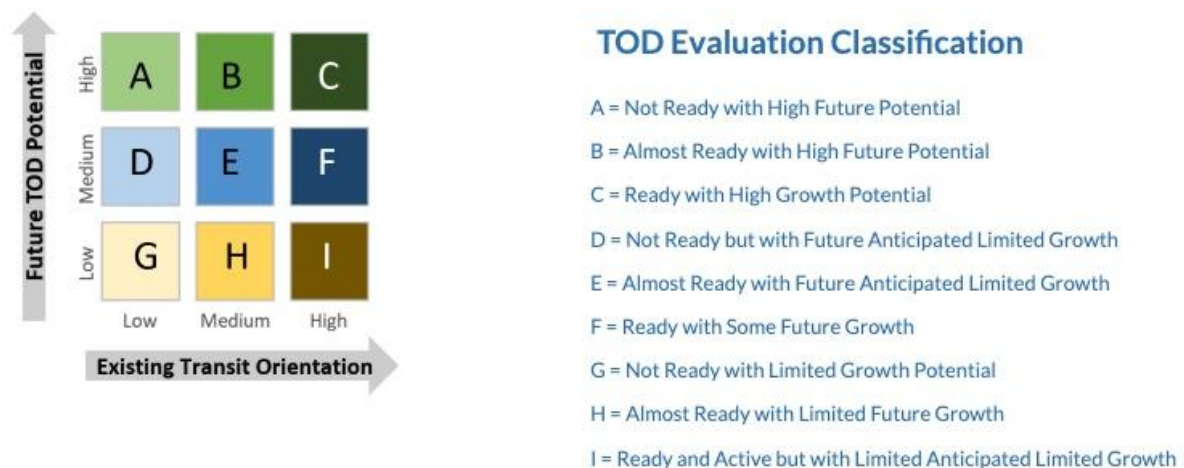 Future TOD Potential
High
Medium
Low
A
B
C
D
E
F
G
H
I
Low
Medium
High
Existing Transit Orientation
TOD Evaluation Classification
A = Not Ready with High Future Potential
B = Almost Ready with High Future Potential
C = Ready with High Growth Potential
D = Not Ready but with Future Anticipated Limited Growth
E = Almost Ready with Future Anticipated Limited Growth
F = Ready with Some Future Growth
G = Not Ready with Limited Growth Potential
H = Almost Ready with Limited Future Growth
I = Ready and Active but with Limited Anticipated Limited Growth